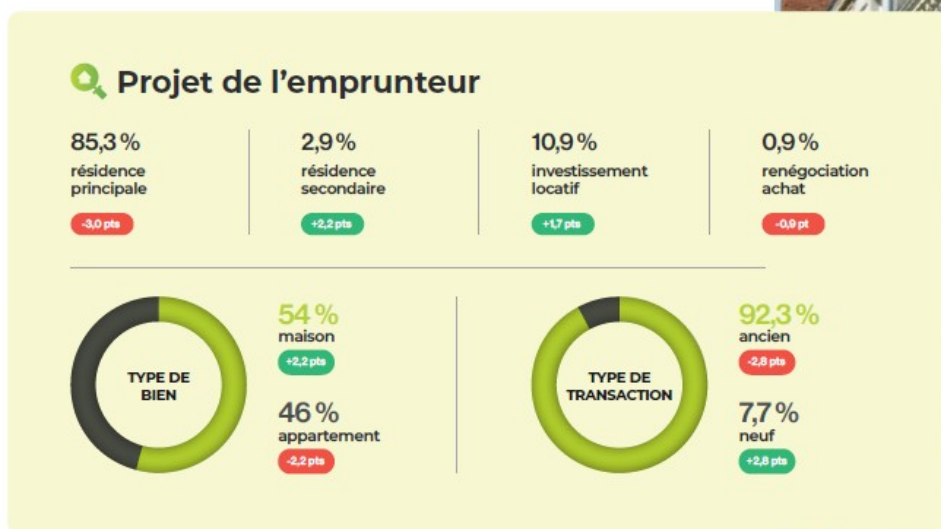 Projet de l’emprunteur
85,3 %
résidence
principale
-3,0 pts
2,9 %
résidence
secondaire
+2,2 pts
10,9 %
investissement
locatif
+1,7 pts
0,9 %
renégociation
achat
-0,9 pt
TYPE DE
BIEN
54 %
maison
+2,2 pts
46 %
appartement
-2,2 pts
TYPE DE
TRANSACTION
92,3 %
ancien
-2,8 pts
7,7 %
neuf
+2,8 pts